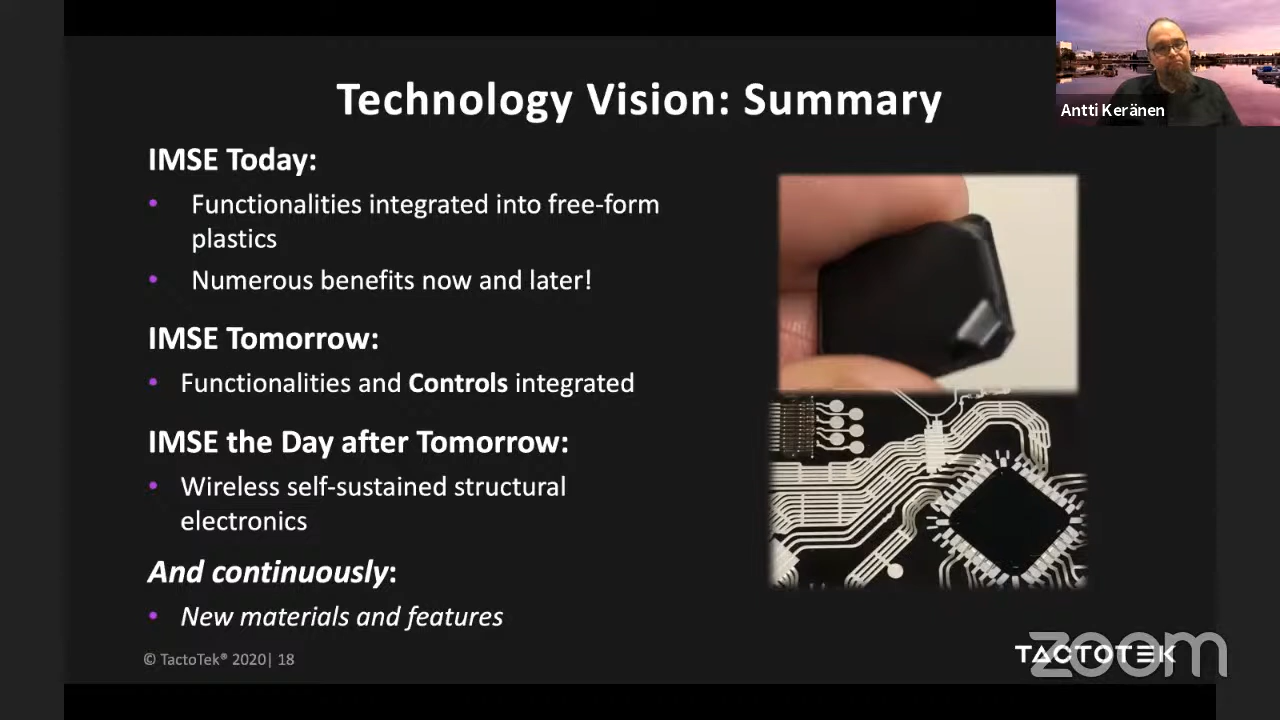 Technology Vision: Summary
Antti Keränen
IMSE Today:
• Functionalities integrated into free-form
plastics
• Numerous benefits now and later!
IMSE Tomorrow:
• Functionalities and Controls integrated
IMSE the Day after Tomorrow:
• Wireless self-sustained structural
electronics
And continuously:
• New materials and features
© TactoTek® 2020| 18
TACTOTEK
zoom